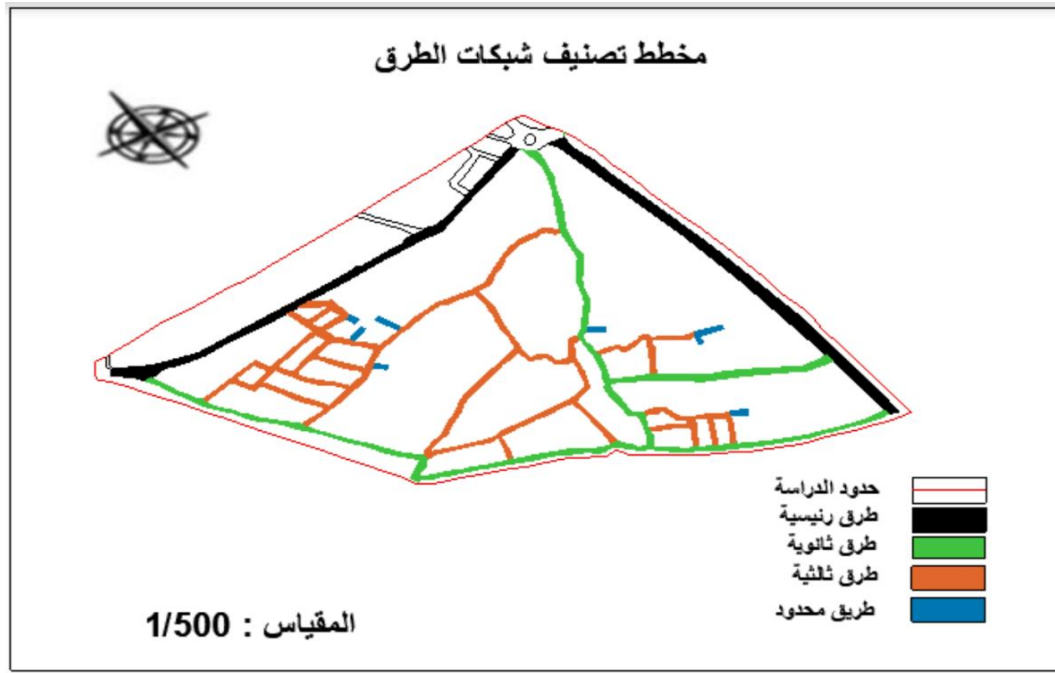 مخطط تصنيف شبكات الطرق
حدود الدراسة
طرق رئيسية
طرق ثانوية
طرق ثالثية
طريق محدود
المقياس : 1/500